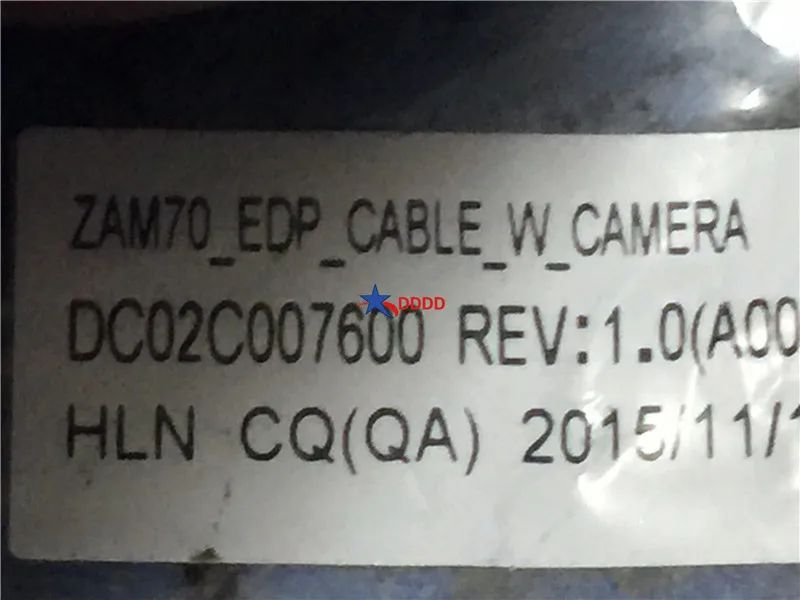 ZAM70_EDP_CABLE_W_CAMERA
DDDD
DC02C007600 REV:1.0(A00
HLN CQ(QA) 2015/11/1